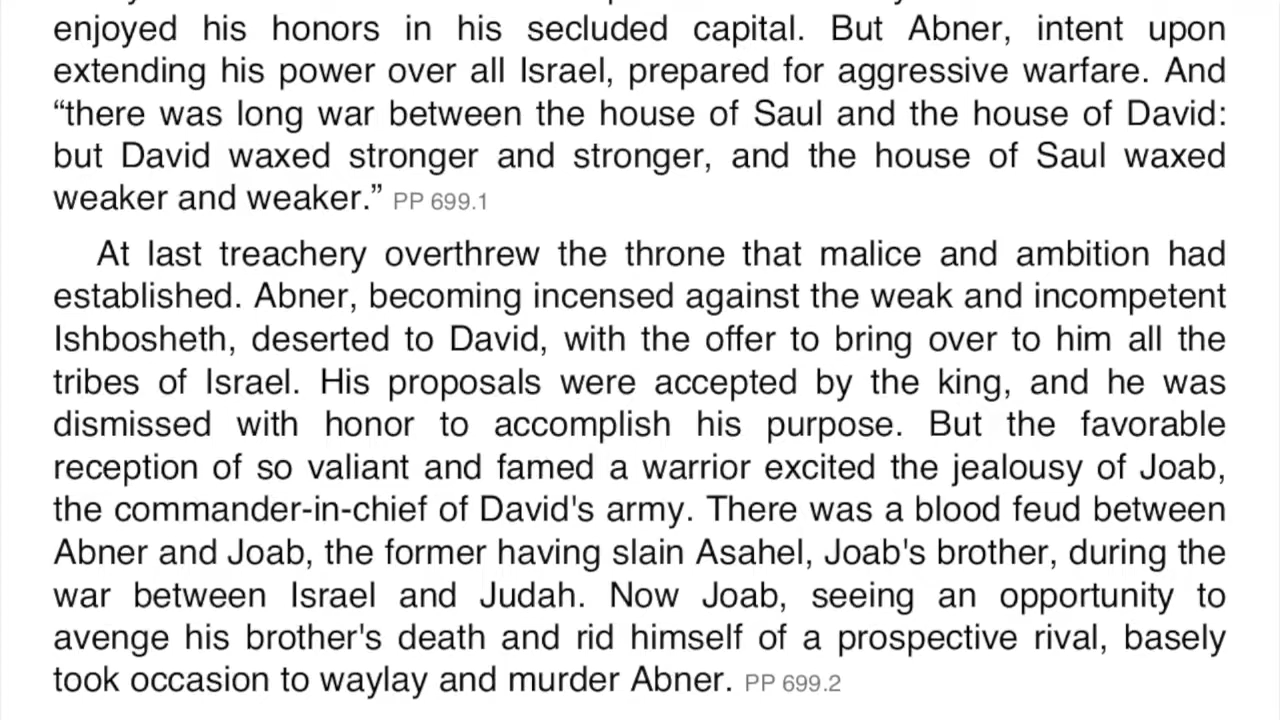 enjoyed his honors in his secluded capital. But Abner, intent upon
extending his power over all Israel, prepared for aggressive warfare. And
“there was long war between the house of Saul and the house of David:
but David waxed stronger and stronger, and the house of Saul waxed
weaker and weaker.” PP 699.1
At last treachery overthrew the throne that malice and ambition had
established. Abner, becoming incensed against the weak and incompetent
Ishbosheth, deserted to David, with the offer to bring over to him all the
tribes of Israel. His proposals were accepted by the king, and he was
dismissed with honor to accomplish his purpose. But the favorable
reception of so valiant and famed a warrior excited the jealousy of Joab,
the commander-in-chief of David's army. There was a blood feud between
Abner and Joab, the former having slain Asahel, Joab's brother, during the
war between Israel and Judah. Now Joab, seeing an opportunity to
avenge his brother's death and rid himself of a prospective rival, basely
took occasion to waylay and murder Abner. PP 699.2